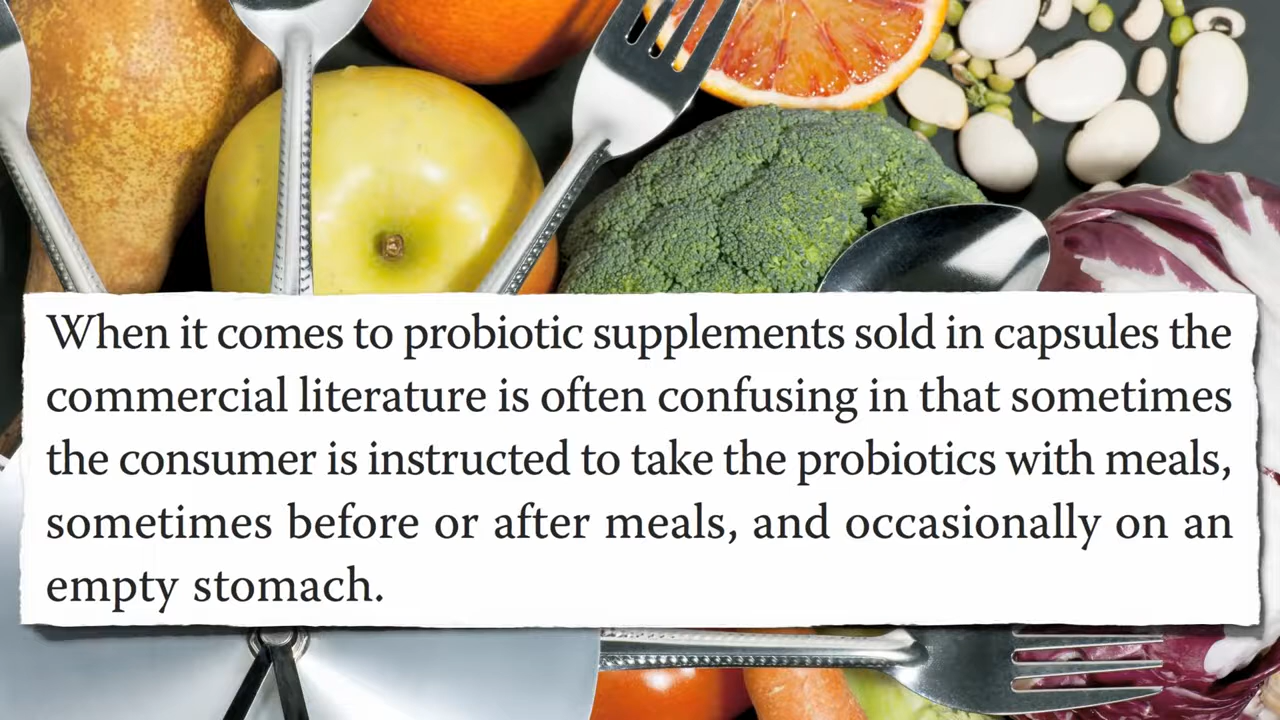 When it comes to probiotic supplements sold in capsules the
commercial literature is often confusing in that sometimes
the consumer is instructed to take the probiotics with meals,
sometimes before or after meals, and occasionally on an
empty stomach.